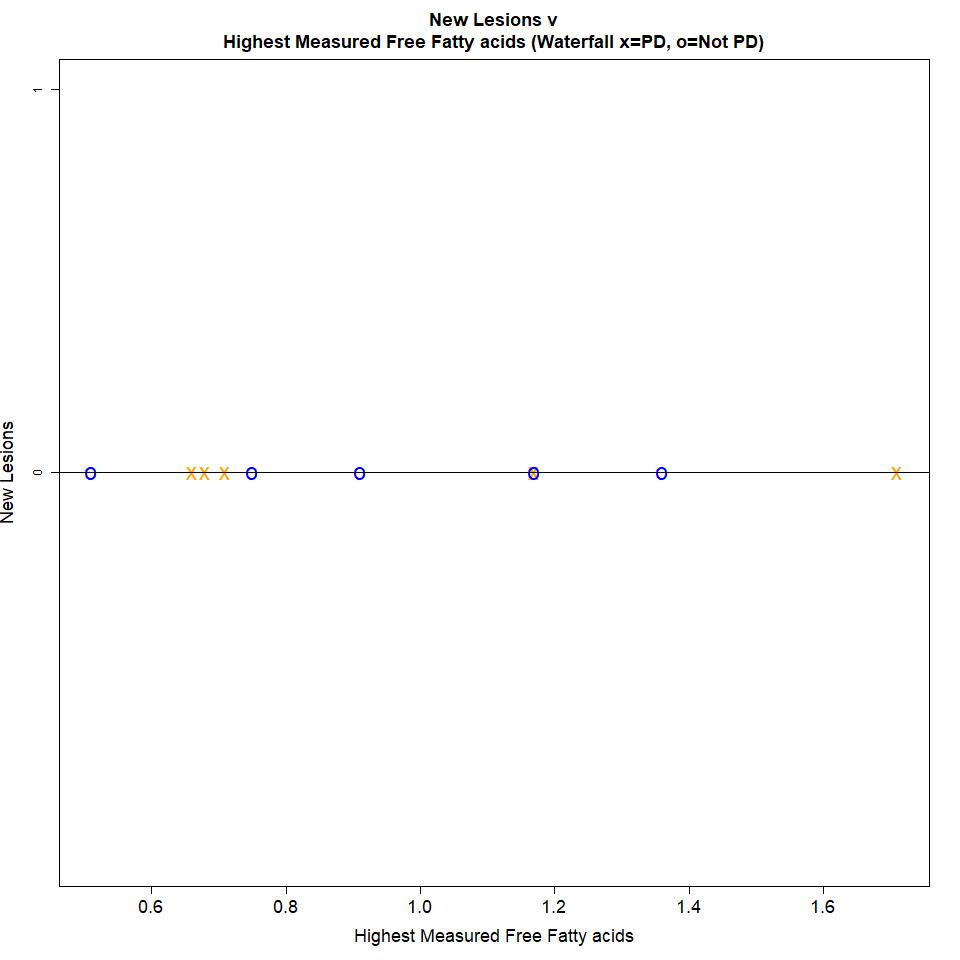 New Lesions v
Highest Measured Free Fatty acids (Waterfall x=PD, o=Not PD)
New Lesions
1
0
o x x x o o x o o x
0.6 0.8 1.0 1.2 1.4 1.6
Highest Measured Free Fatty acids